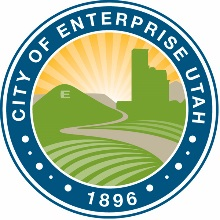 CITY OF ENTERPRISE UTAH
E
1896